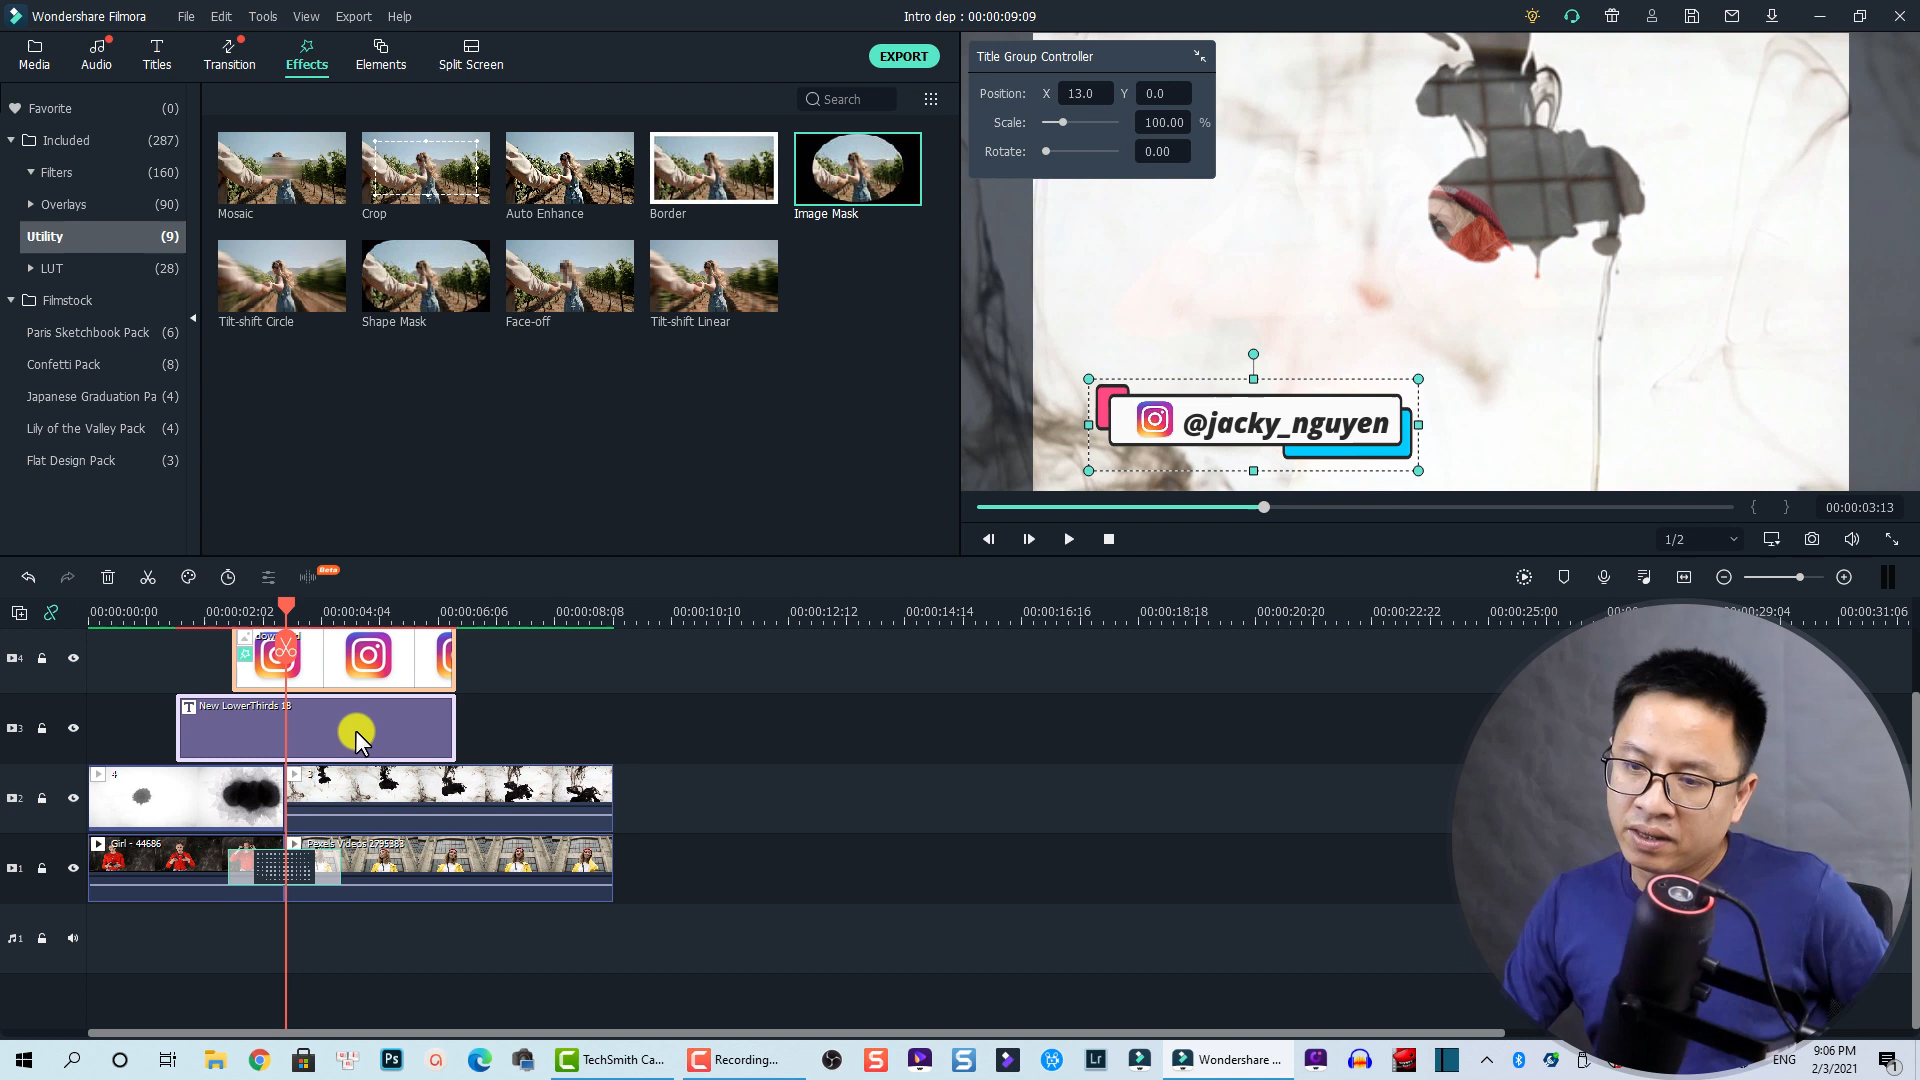 Wondershare Filmora
File Edit Tools View Export Help
Intro dep : 00:00:09:09
Media Audio Titles Transition Effects Elements Split Screen
EXPORT
Favorite (0)
Included (287)
Filters (160)
Overlays (90)
Utility (9)
LUT (28)
Filmstock
Paris Sketchbook Pack (6)
Confetti Pack (8)
Japanese Graduation Pa (4)
Lily of the Valley Pack (4)
Flat Design Pack (3)
Search
Mosaic Crop Auto Enhance Border Image Mask
Tilt-shift Circle Shape Mask Face-off Tilt-shift Linear
Title Group Controller
Position: X 13.0 Y 0.0
Scale: 100.00 %
Rotate: 0.00
@jacky_nguyen
{ } 00:00:03:13
1/2
Beta
00:00:00:00 00:00:02:02 00:00:04:04 00:00:06:06 00:00:08:08 00:00:10:10 00:00:12:12 00:00:14:14 00:00:16:16 00:00:18:18 00:00:20:20 00:00:22:22 00:00:25:00 00:00:29:04 00:00:31:06
4
T New LowerThirds 18
3
4 3
2
Girl - 44686 Pexels Videos 2795383
1
1
Ps
TechSmith Ca...
Recording...
S
S
Lr
Wondershare ...
ENG
9:06 PM
2/3/2021
1